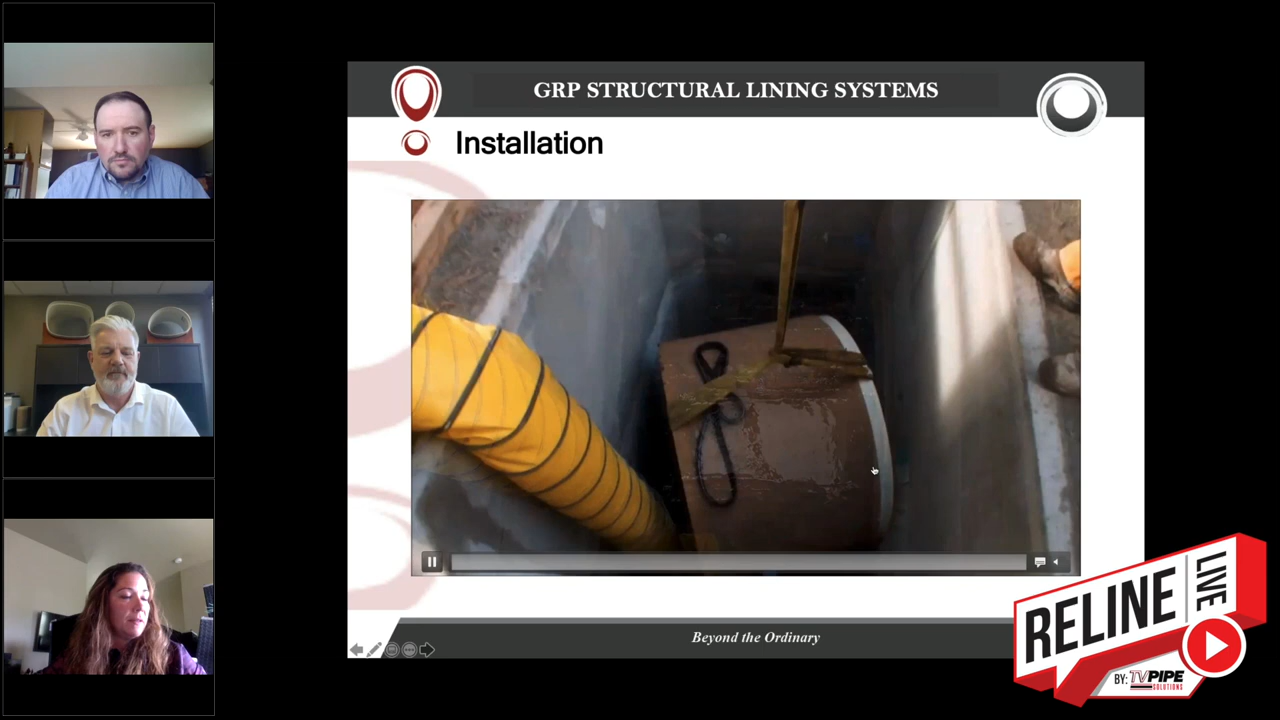 GRP STRUCTURAL LINING SYSTEMS
Installation
Beyond the Ordinary
RELINE LIVE
BY: TVPIPE
SOLUTIONS